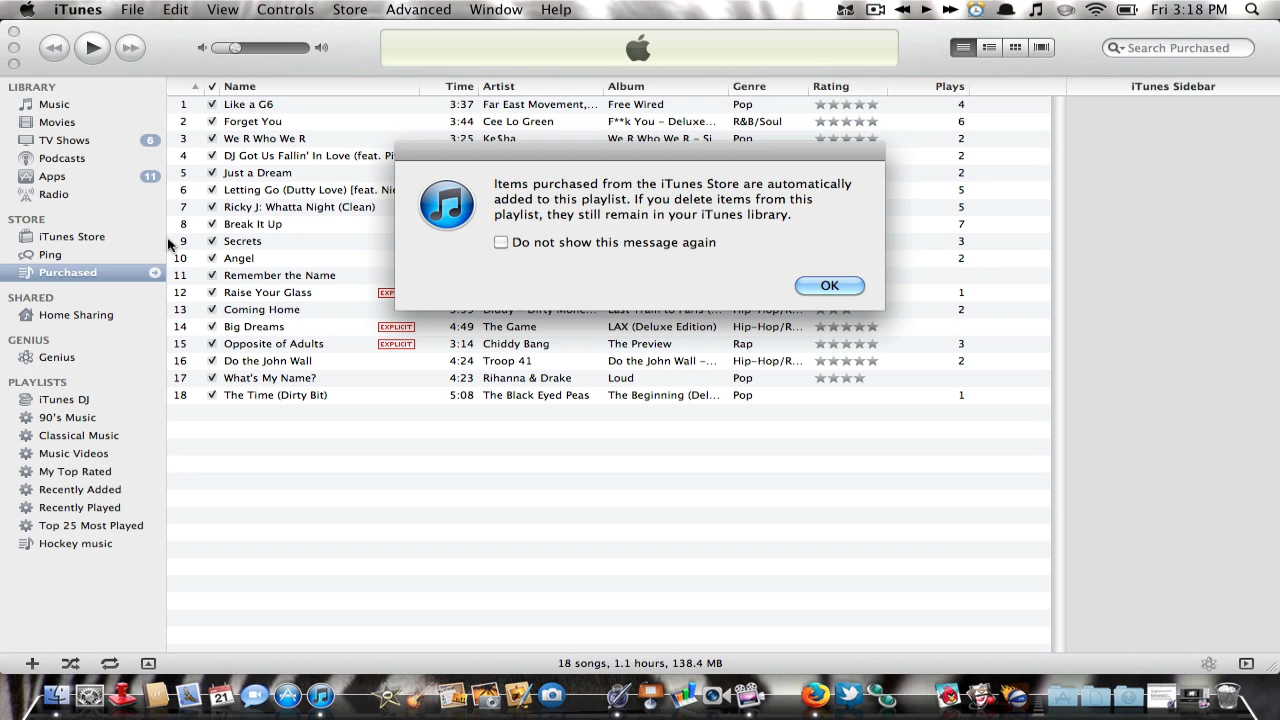 iTunes File Edit View Controls Store Advanced Window Help Fri 3:18 PM
Search Purchased
LIBRARY
Music
Movies
TV Shows 6
Podcasts
Apps 11
Radio
STORE
iTunes Store
Ping
Purchased
SHARED
Home Sharing
GENIUS
Genius
PLAYLISTS
iTunes DJ
90's Music
Classical Music
Music Videos
My Top Rated
Recently Added
Recently Played
Top 25 Most Played
Hockey music
Name Time Artist Album Genre Rating Plays
1 Like a G6 3:37 Far East Movement,... Free Wired Pop 4
2 Forget You 3:44 Cee Lo Green F**k You – Deluxe... R&B/Soul 6
3 We R Who We R 3:25 Ke$ha We R Who We R – Si... Pop 2
4 DJ Got Us Fallin' In Love (feat. Pi 2
5 Just a Dream 2
6 Letting Go (Dutty Love) [feat. Nic 5
7 Ricky J: Whatta Night (Clean) 5
8 Break It Up 7
9 Secrets 3
10 Angel 2
11 Remember the Name
12 Raise Your Glass EXP 1
13 Coming Home Diddy – Dirty Mone... Last Train to Paris (... Hip-Hop/R... 2
14 Big Dreams EXPLICIT 4:49 The Game LAX (Deluxe Edition) Hip-Hop/R...
15 Opposite of Adults EXPLICIT 3:14 Chiddy Bang The Preview Rap 3
16 Do the John Wall 4:24 Troop 41 Do the John Wall –... Hip-Hop/R... 2
17 What's My Name? 4:23 Rihanna & Drake Loud Pop
18 The Time (Dirty Bit) 5:08 The Black Eyed Peas The Beginning (Del... Pop 1
Items purchased from the iTunes Store are automatically
added to this playlist. If you delete items from this
playlist, they still remain in your iTunes library.
Do not show this message again
OK
iTunes Sidebar
18 songs, 1.1 hours, 138.4 MB
21